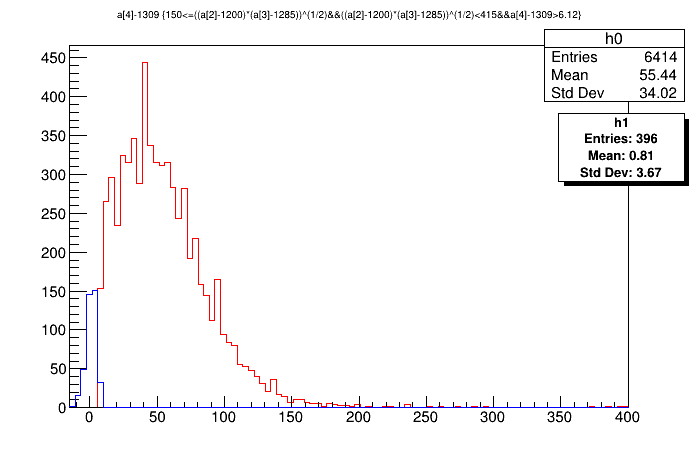 a[4]-1309 {150<=((a[2]-1200)*(a[3]-1285))^(1/2)&&((a[2]-1200)*(a[3]-1285))^(1/2)<415&&a[4]-1309>6.12}
h0
Entries 6414
Mean 55.44
Std Dev 34.02
h1
Entries: 396
Mean: 0.81
Std Dev: 3.67
450
400
350
300
250
200
150
100
50
0
0 50 100 150 200 250 300 350 400